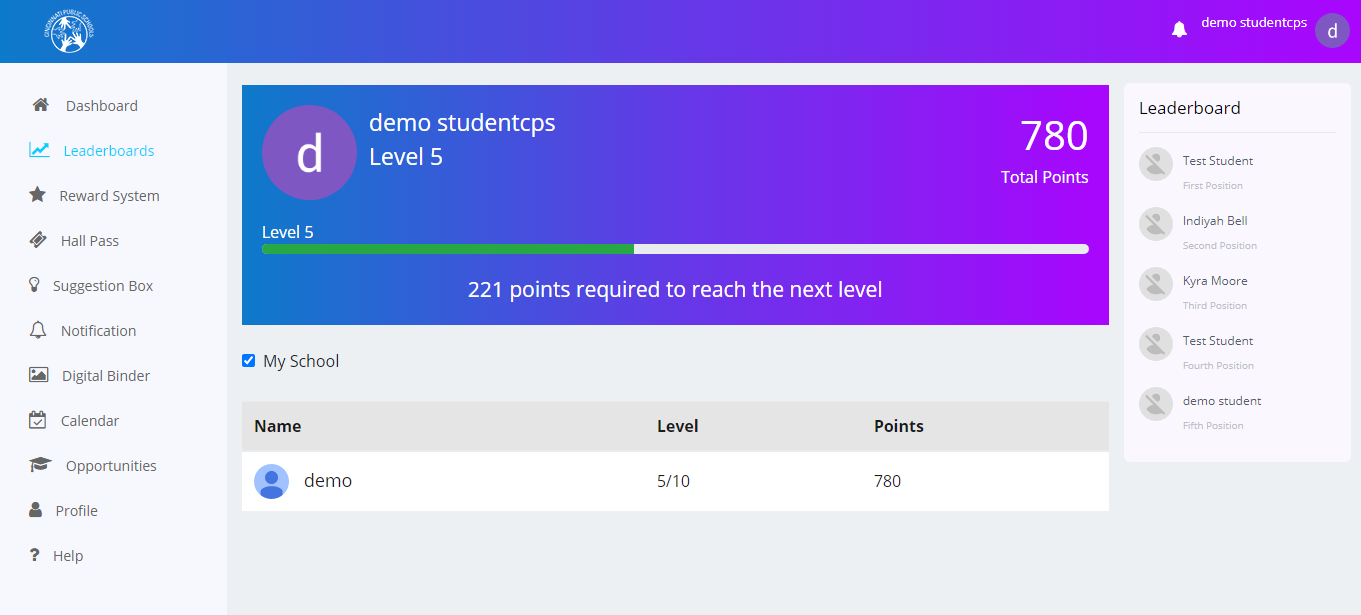 CINCINNATI PUBLIC SCHOOLS
demo studentcps
d
Dashboard
Leaderboards
Reward System
Hall Pass
Suggestion Box
Notification
Digital Binder
Calendar
Opportunities
Profile
Help
d
demo studentcps
Level 5
780
Total Points
Level 5
221 points required to reach the next level
My School
Name Level Points
demo 5/10 780
Leaderboard
Test Student
First Position
Indiyah Bell
Second Position
Kyra Moore
Third Position
Test Student
Fourth Position
demo student
Fifth Position